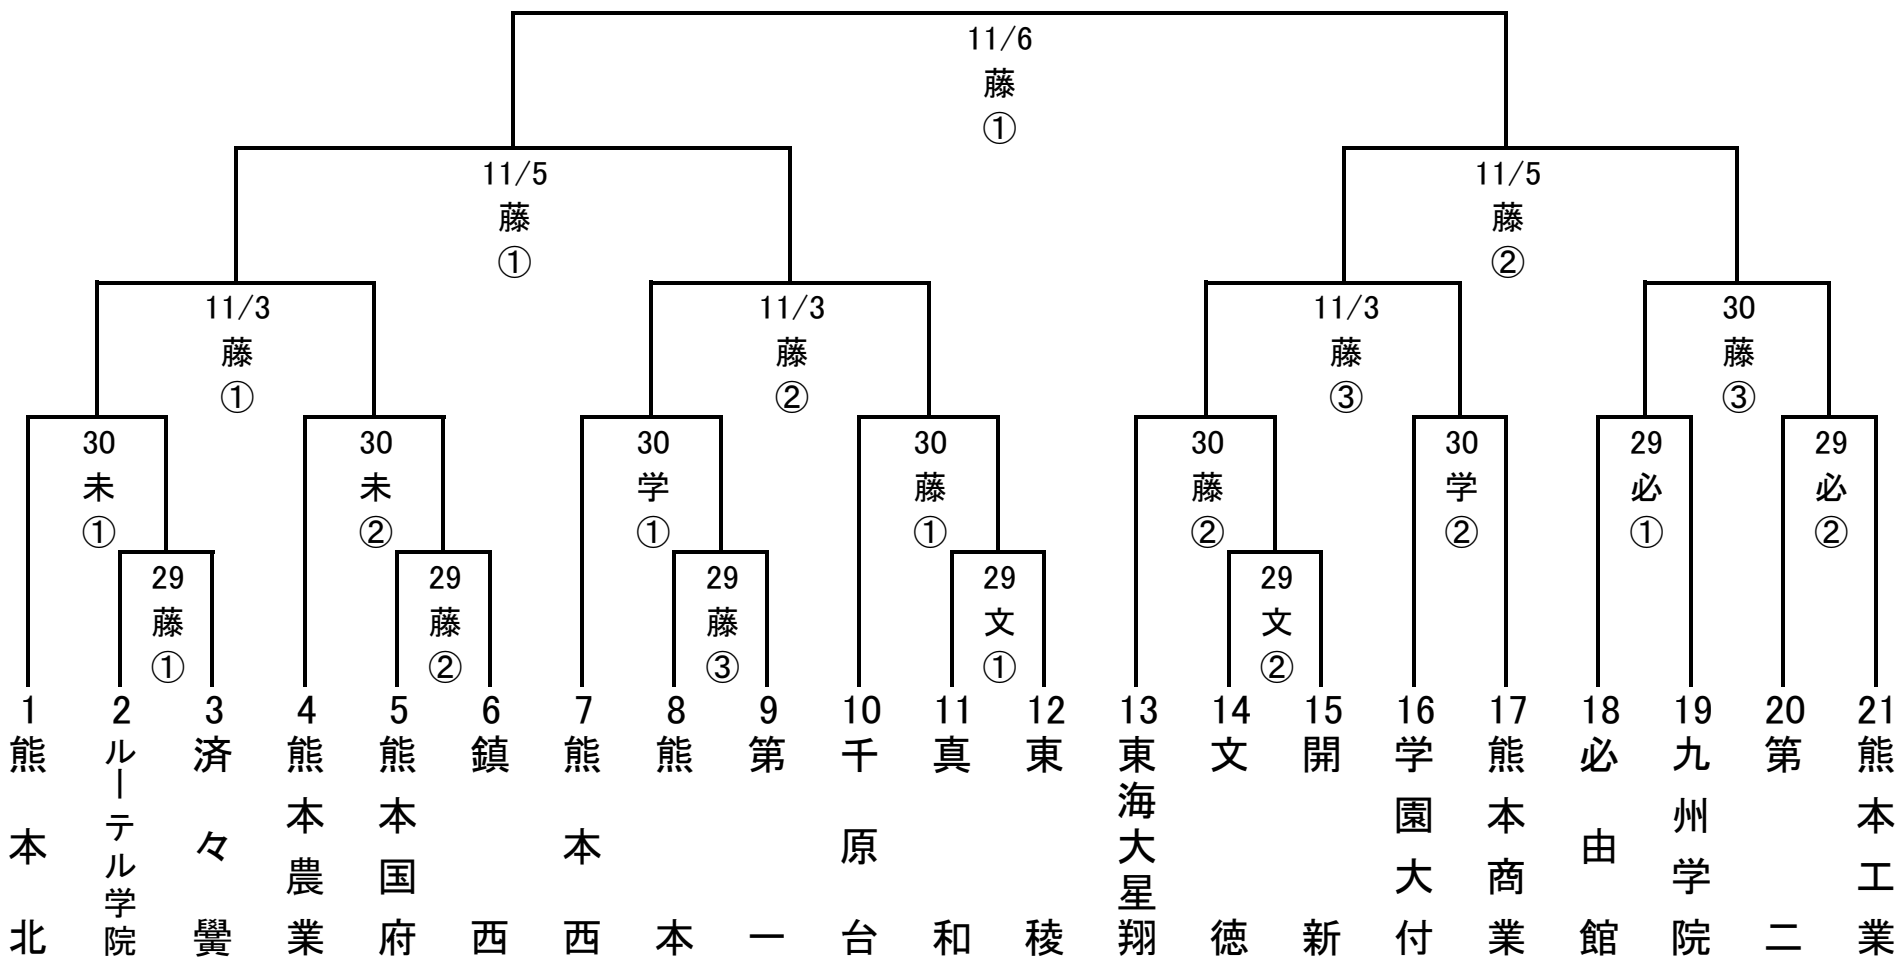 11/6
藤
①
11/5
藤
①
11/5
藤
②
11/3
藤
①
11/3
藤
②
11/3
藤
③
30
藤
③
30
未
①
30
未
②
30
学
①
30
藤
①
30
藤
②
30
学
②
29
必
①
29
必
②
29
藤
①
29
藤
②
29
藤
③
29
文
①
29
文
②
1
熊本北
2
ルーテル学院
3
済々黌
4
熊本農業
5
熊本国府
6
鎮西
7
熊本西
8
熊本
9
第一
10
千原台
11
真和
12
東稜
13
東海大星翔
14
文徳
15
開新
16
学園大付
17
熊本商業
18
必由館
19
九州学院
20
第二
21
熊本工業